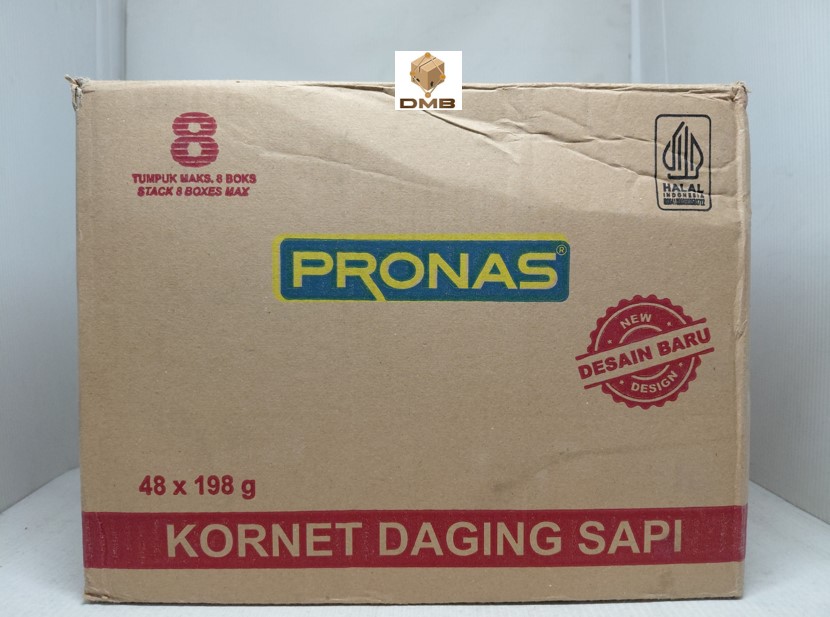 DMB
8
TUMPUK MAKS. 8 BOKS
STACK 8 BOXES MAX
HALAL
INDONESIA
PRONAS®
NEW
DESAIN BARU
DESIGN
48 x 198 g
KORNET DAGING SAPI